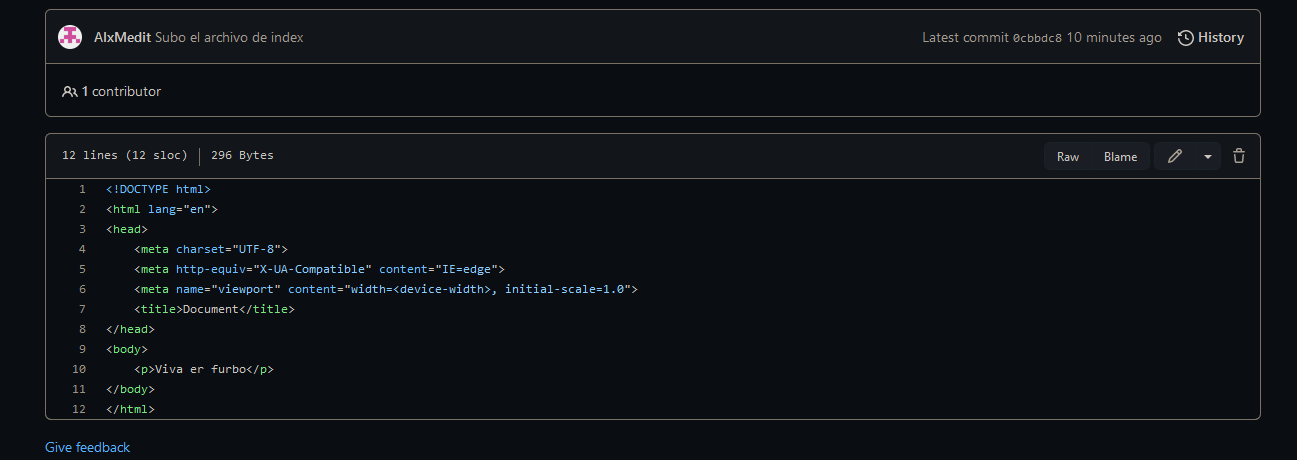 AlxMedit Subo el archivo de index Latest commit 0cbbdc8 10 minutes ago History
1 contributor
12 lines (12 sloc) 296 Bytes Raw Blame
1 <!DOCTYPE html>
2 <html lang="en">
3 <head>
4     <meta charset="UTF-8">
5     <meta http-equiv="X-UA-Compatible" content="IE=edge">
6     <meta name="viewport" content="width=<device-width>, initial-scale=1.0">
7     <title>Document</title>
8 </head>
9 <body>
10     <p>Viva er furbo</p>
11 </body>
12 </html>
Give feedback